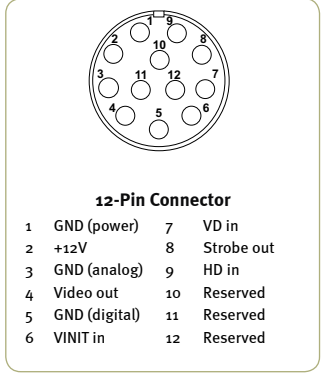 1 9
2 8
10
3 11 12 7
4 6
5
12-Pin Connector
1 GND (power) 7 VD in
2 +12V 8 Strobe out
3 GND (analog) 9 HD in
4 Video out 10 Reserved
5 GND (digital) 11 Reserved
6 VINIT in 12 Reserved